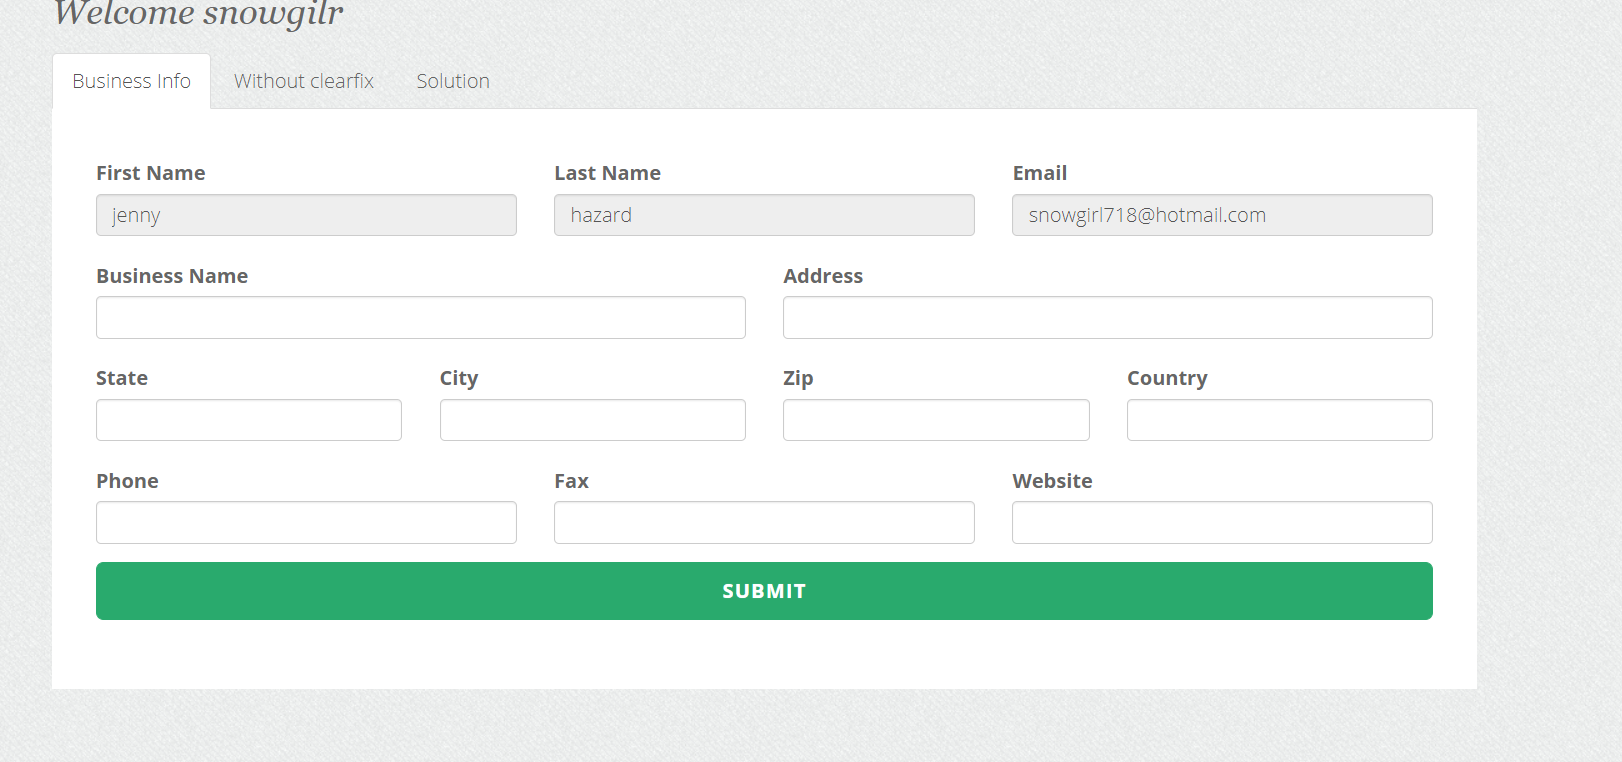 Welcome snowgilr
Business Info Without clearfix Solution
First Name Last Name Email
jenny hazard snowgirl718@hotmail.com
Business Name Address
State City Zip Country
Phone Fax Website
SUBMIT